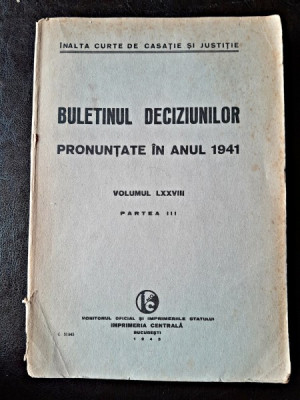 ÎNALTA CURTE DE CASAȚIE ȘI JUSTIȚIE
BULETINUL DECIZIUNILOR
PRONUNȚATE ÎN ANUL 1941
VOLUMUL LXXVIII
PARTEA III
MONITORUL OFICIAL ȘI IMPRIMERIILE STATULUI
IMPRIMERIA CENTRALĂ
BUCUREȘTI